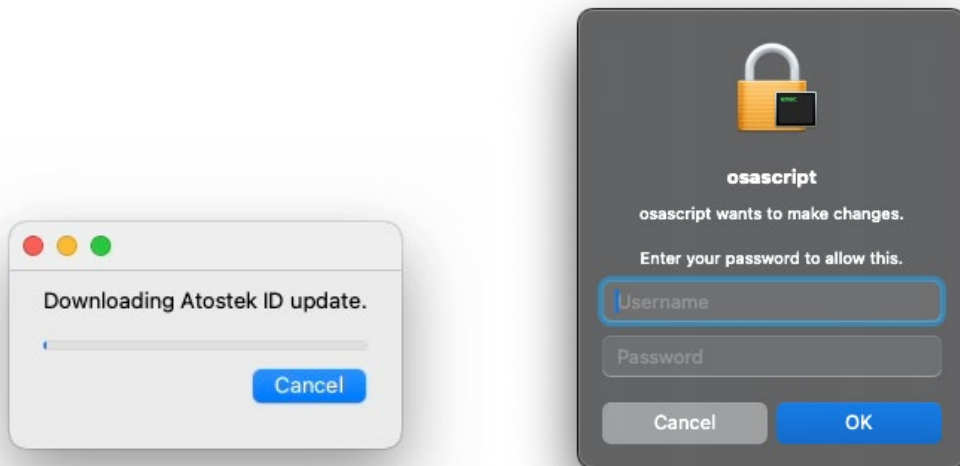 Downloading Atostek ID update.
Cancel
osascript
osascript wants to make changes.
Enter your password to allow this.
Username
Password
Cancel
OK